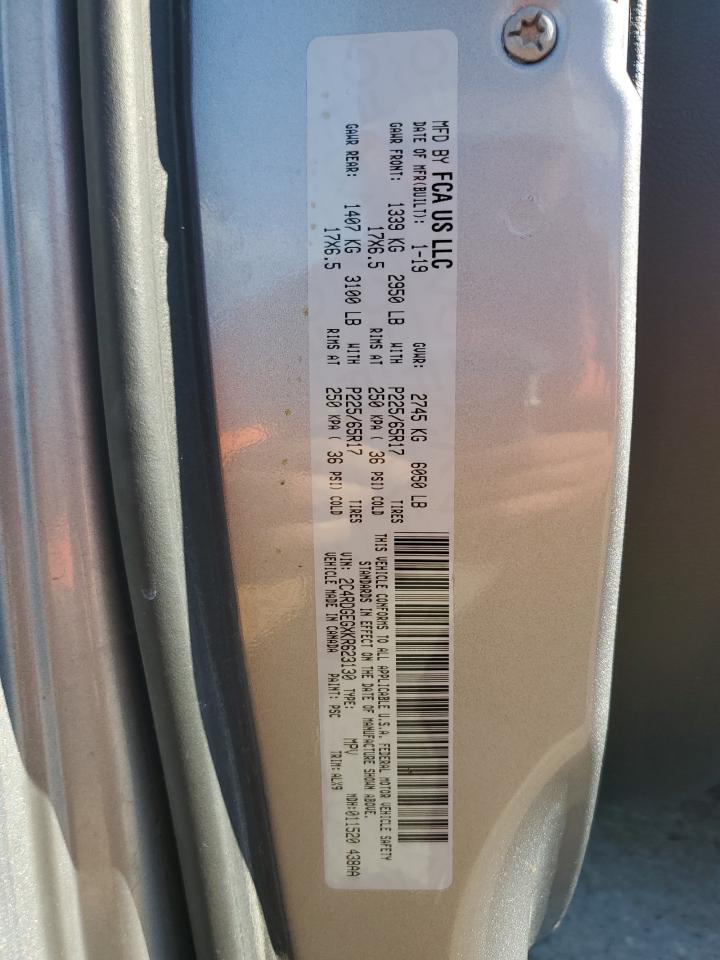 MFD BY FCA US LLC
DATE OF MFR(BUILT): 1-19 GVWR: 2745 KG 6050 LB
GAWR FRONT: 1339 KG 2950 LB WITH P225/65R17 TIRES
17X6.5 RIMS AT 250 KPA ( 36 PSI) COLD
GAWR REAR: 1407 KG 3100 LB WITH P225/65R17 TIRES
17X6.5 RIMS AT 250 KPA ( 36 PSI) COLD
THIS VEHICLE CONFORMS TO ALL APPLICABLE U.S.A. FEDERAL MOTOR VEHICLE SAFETY
STANDARDS IN EFFECT ON THE DATE OF MANUFACTURE SHOWN ABOVE.
VIN: 2C4RDGEGXKR623130 TYPE: MPV MDH:011520 438AA
VEHICLE MADE IN CANADA PAINT: PSC TRIM: ALX9